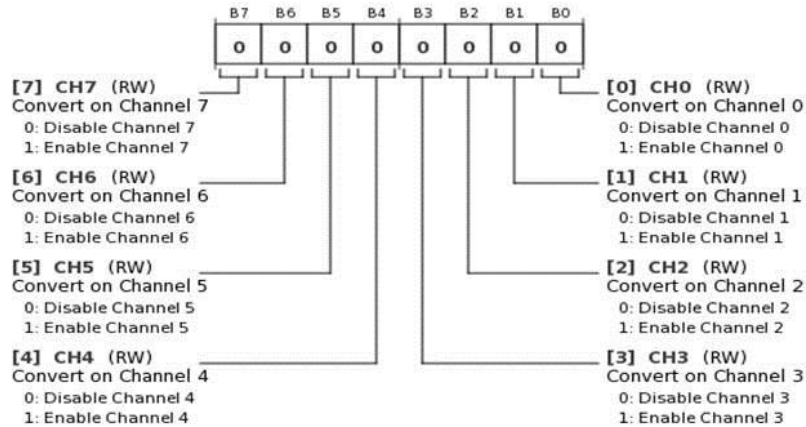 B7 B6 B5 B4 B3 B2 B1 B0
0 0 0 0 0 0 0 0
[7] CH7 (RW)
Convert on Channel 7
0: Disable Channel 7
1: Enable Channel 7
[6] CH6 (RW)
Convert on Channel 6
0: Disable Channel 6
1: Enable Channel 6
[5] CH5 (RW)
Convert on Channel 5
0: Disable Channel 5
1: Enable Channel 5
[4] CH4 (RW)
Convert on Channel 4
0: Disable Channel 4
1: Enable Channel 4
[0] CH0 (RW)
Convert on Channel 0
0: Disable Channel 0
1: Enable Channel 0
[1] CH1 (RW)
Convert on Channel 1
0: Disable Channel 1
1: Enable Channel 1
[2] CH2 (RW)
Convert on Channel 2
0: Disable Channel 2
1: Enable Channel 2
[3] CH3 (RW)
Convert on Channel 3
0: Disable Channel 3
1: Enable Channel 3